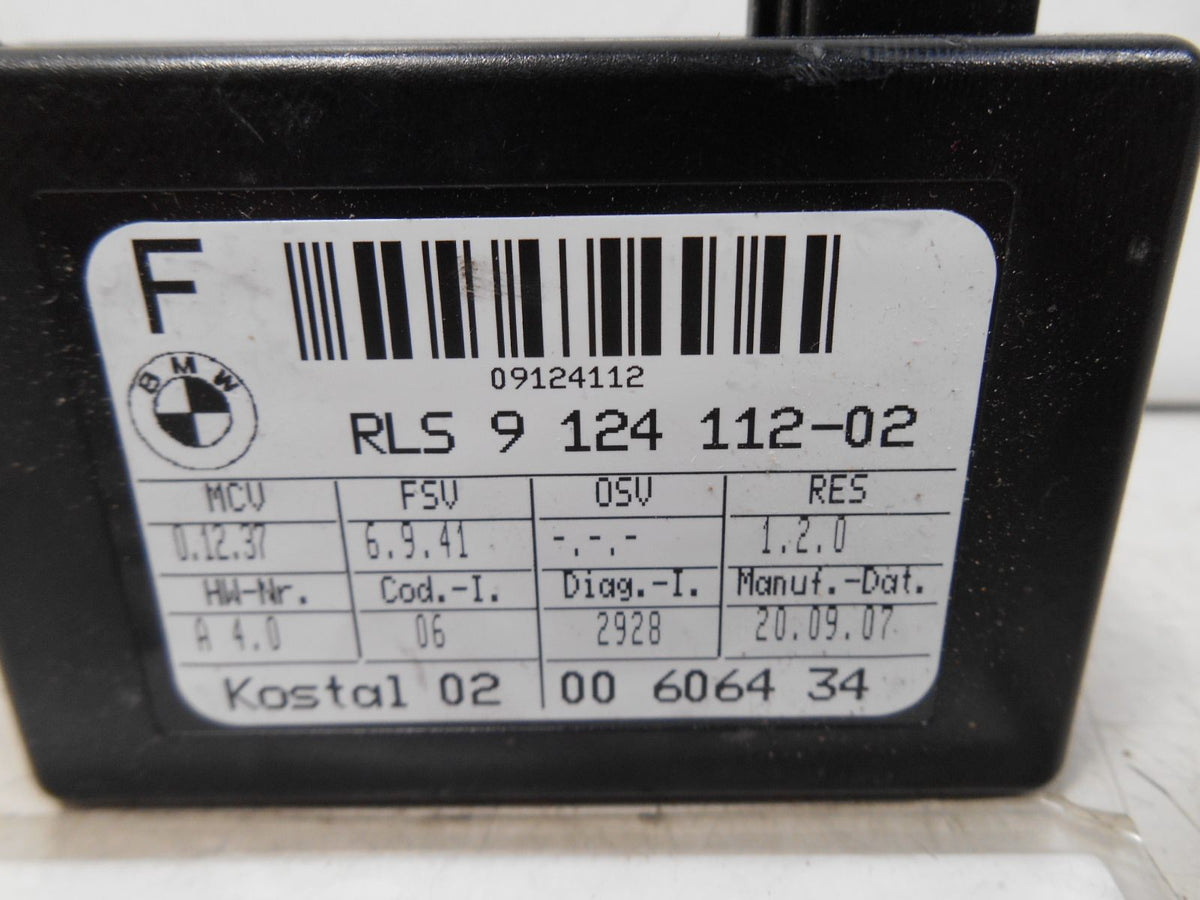 F
09124112
BMW
RLS 9 124 112-02
MCV FSV OSV RES
0.12.37 6.9.41 -.-.- 1.2.0
HW-Nr. Cod.-I. Diag.-I. Manuf.-Dat.
A 4.0 06 2928 20.09.07
Kostal 02 00 6064 34